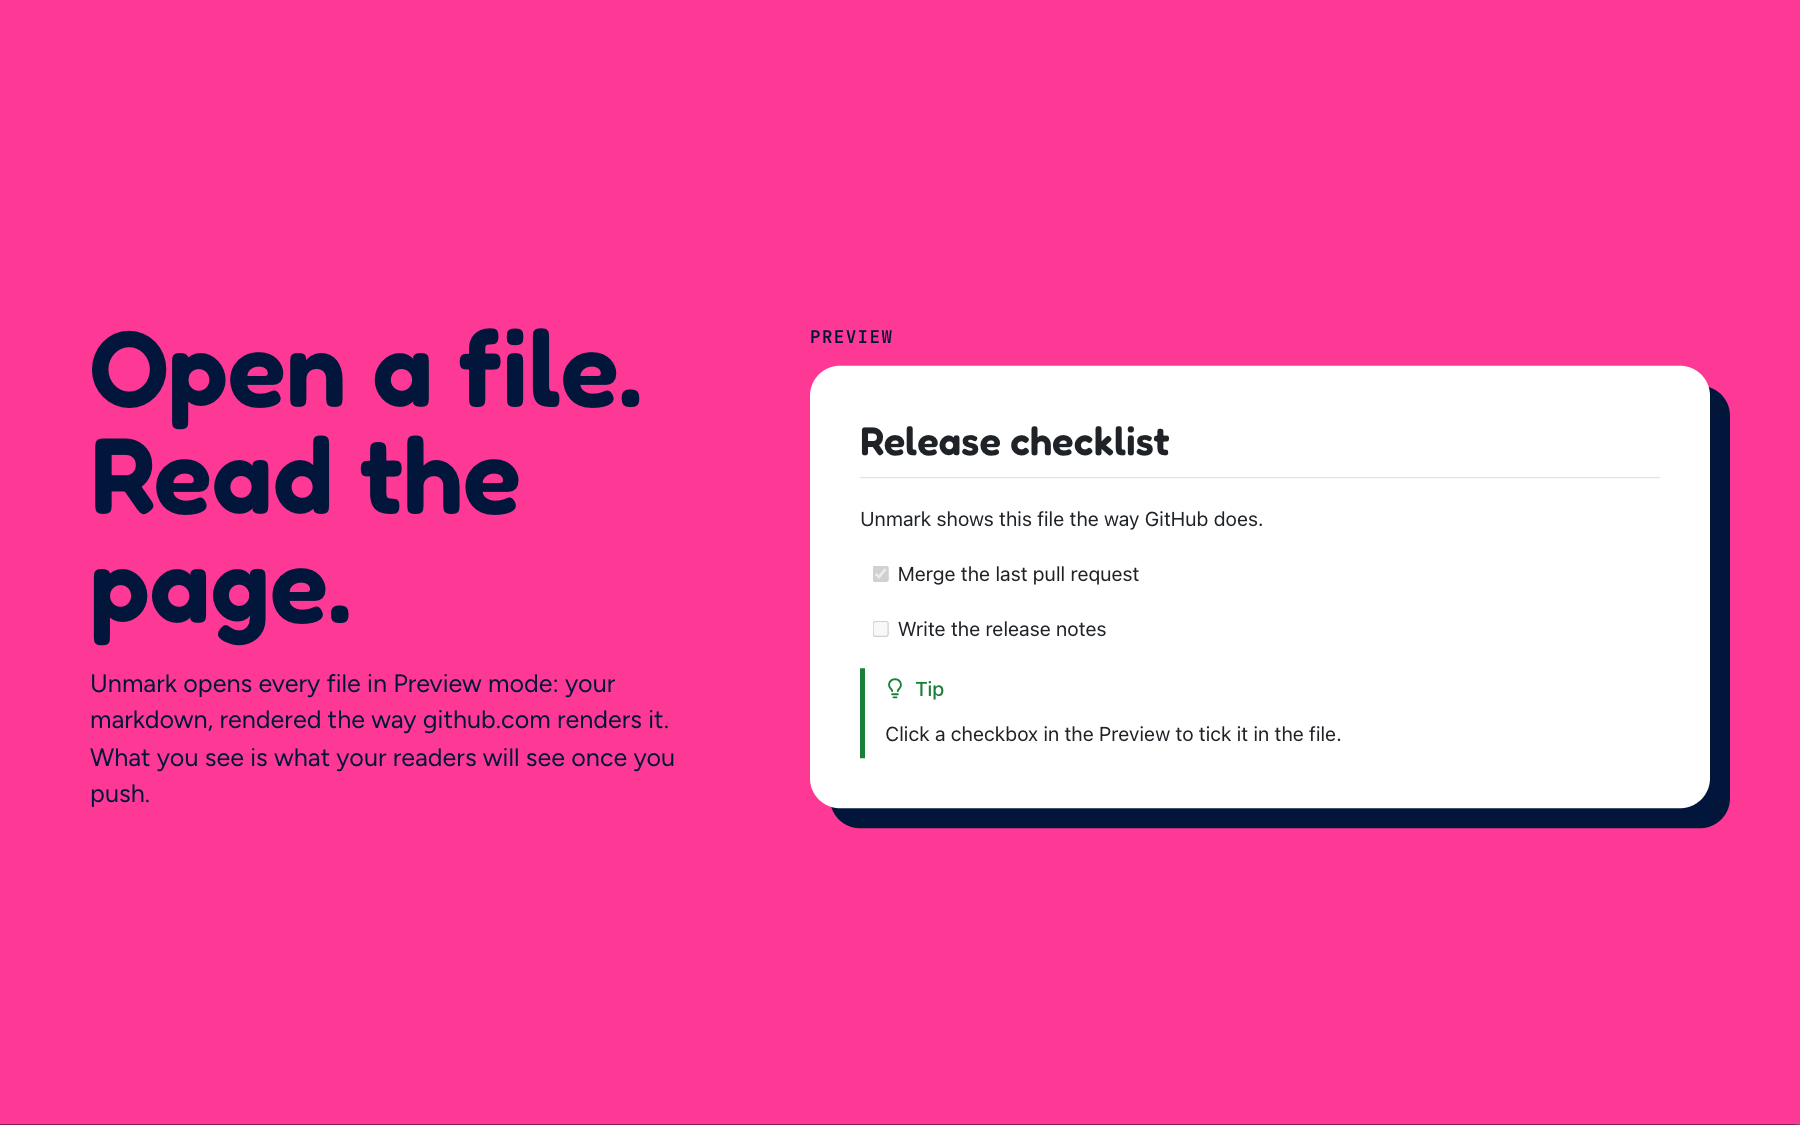 Open a file.
Read the
page.
Unmark opens every file in Preview mode: your
markdown, rendered the way github.com renders it.
What you see is what your readers will see once you
push.
PREVIEW
Release checklist
Unmark shows this file the way GitHub does.
Merge the last pull request
Write the release notes
Tip
Click a checkbox in the Preview to tick it in the file.